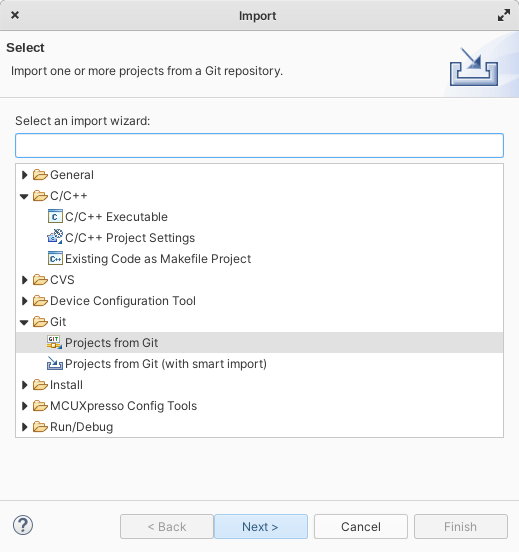 Import
Select
Import one or more projects from a Git repository.
Select an import wizard:
General
C/C++
C/C++ Executable
C/C++ Project Settings
Existing Code as Makefile Project
CVS
Device Configuration Tool
Git
Projects from Git
Projects from Git (with smart import)
Install
MCUXpresso Config Tools
Run/Debug
< Back
Next >
Cancel
Finish